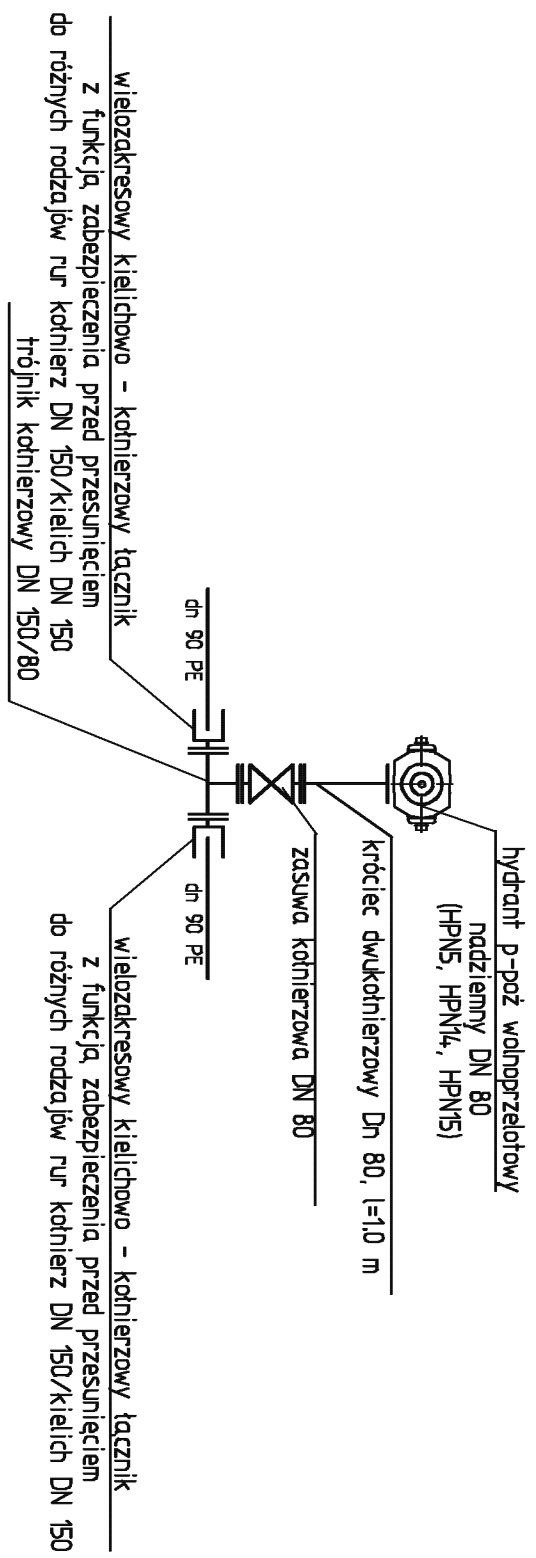 hydrant p-poż wolnoprzelotowy
nadziemny DN 80
(HPN5, HPN14, HPN15)
króciec dwukołnierzowy Dn 80, l=1,0 m
zasuwa kołnierzowa DN 80
dn 90 PE
dn 90 PE
wielozakresowy kielichowo - kołnierzowy łącznik
z funkcją zabezpieczenia przed przesunięciem
do różnych rodzajów rur kołnierz DN 150/kielich DN 150
trójnik kołnierzowy DN 150/80
wielozakresowy kielichowo - kołnierzowy łącznik
z funkcją zabezpieczenia przed przesunięciem
do różnych rodzajów rur kołnierz DN 150/kielich DN 150